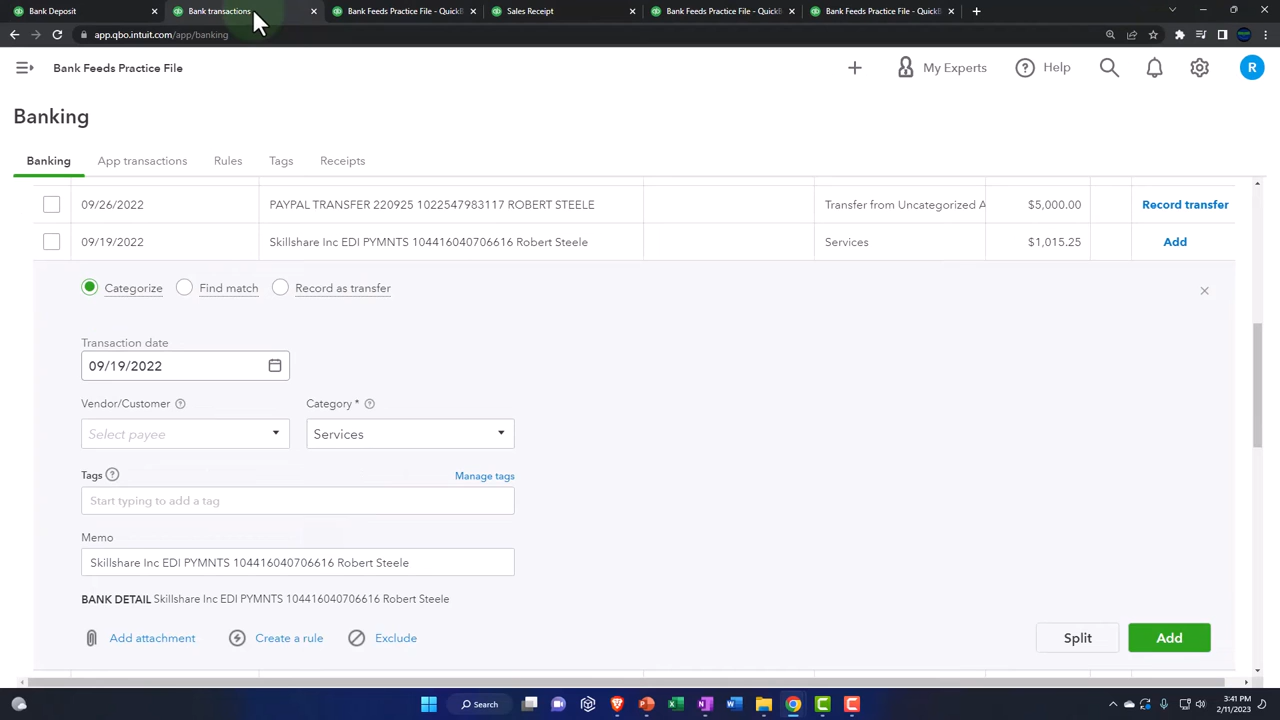 Bank Deposit
Bank transactions
Bank Feeds Practice File - QuickB
Sales Receipt
Bank Feeds Practice File - QuickB
Bank Feeds Practice File - QuickB
app.qbo.intuit.com/app/banking
Bank Feeds Practice File
My Experts
Help
R
Banking
Banking
App transactions
Rules
Tags
Receipts
09/26/2022 PAYPAL TRANSFER 220925 1022547983117 ROBERT STEELE Transfer from Uncategorized A $5,000.00 Record transfer
09/19/2022 Skillshare Inc EDI PYMNTS 104416040706616 Robert Steele Services $1,015.25 Add
Categorize
Find match
Record as transfer
Transaction date
09/19/2022
Vendor/Customer
Category *
Select payee
Services
Tags
Manage tags
Start typing to add a tag
Memo
Skillshare Inc EDI PYMNTS 104416040706616 Robert Steele
BANK DETAIL Skillshare Inc EDI PYMNTS 104416040706616 Robert Steele
Add attachment
Create a rule
Exclude
Split
Add
Search
3:41 PM
2/11/2023